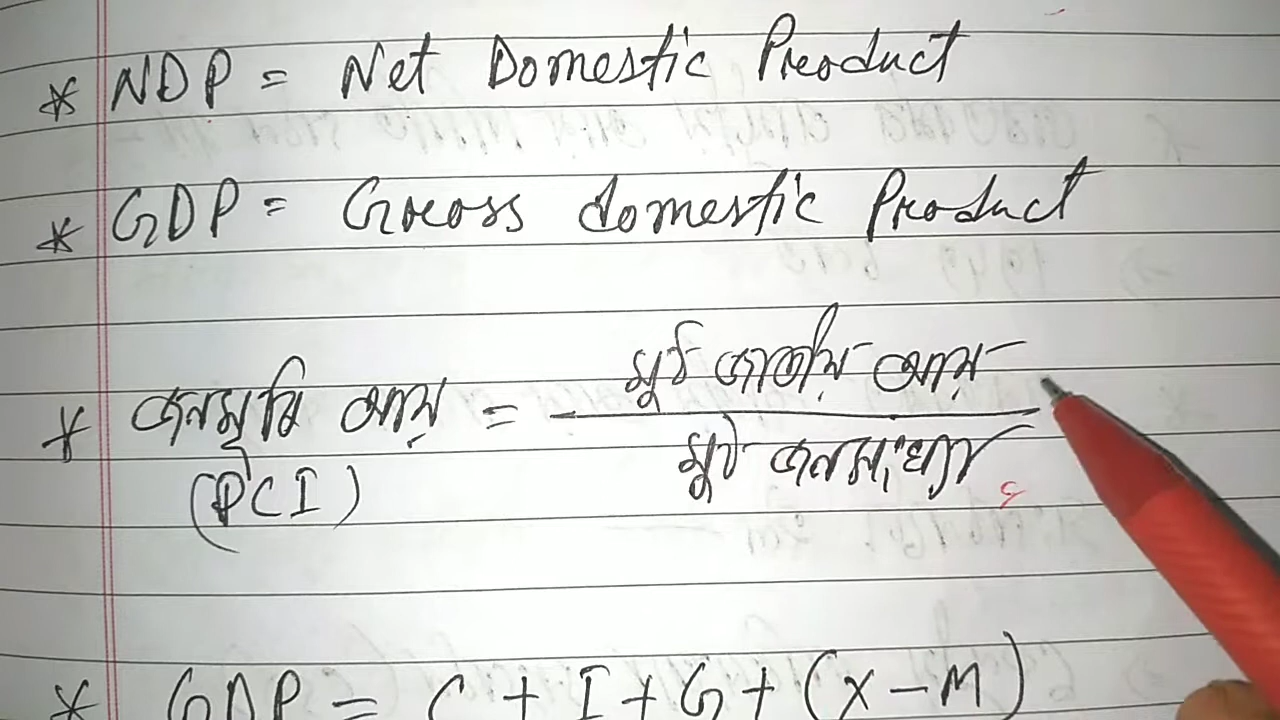 * NDP = Net Domestic Product
* GDP = Gross domestic Product
মুঠ জাতীয় আয়
* জনমুৰি আয় =
মুঠ জনসংখ্যা
(PCI)
* GDP = C + I + G + (X - M)